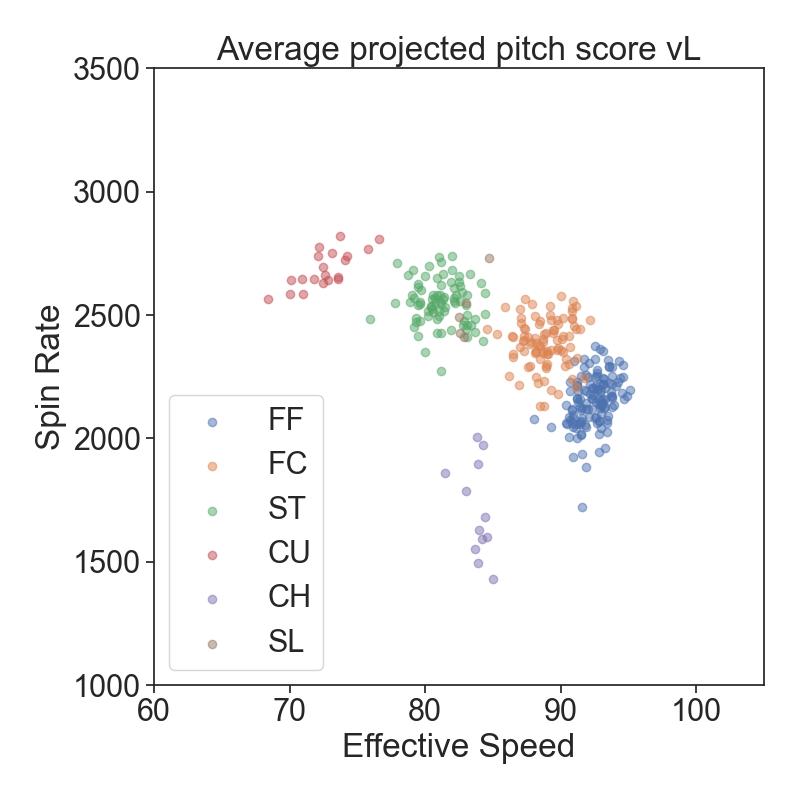 Average projected pitch score vL
3500
3000
2500
2000
1500
1000
Spin Rate
FF
FC
ST
CU
CH
SL
60 70 80 90 100
Effective Speed